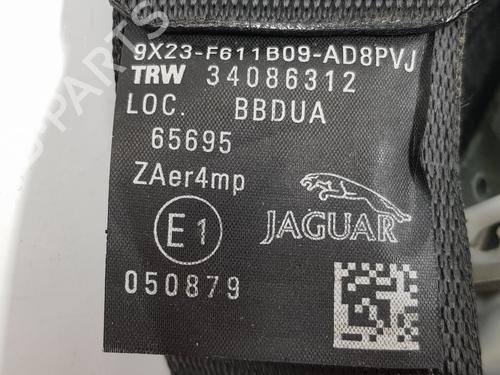 9X23-F611B09-AD8PVJ
TRW 34086312
LOC. BBDUA
65695
ZAer4mp
E1
JAGUAR
050879